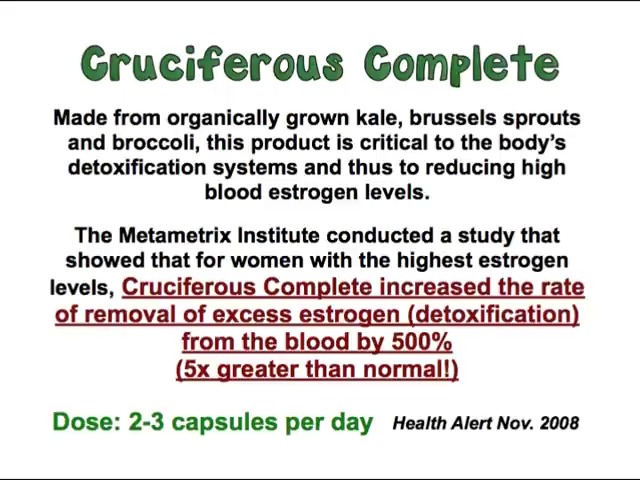 Cruciferous Complete
Made from organically grown kale, brussels sprouts
and broccoli, this product is critical to the body's
detoxification systems and thus to reducing high
blood estrogen levels.
The Metametrix Institute conducted a study that
showed that for women with the highest estrogen
levels, Cruciferous Complete increased the rate
of removal of excess estrogen (detoxification)
from the blood by 500%
(5x greater than normal!)
Dose: 2-3 capsules per day Health Alert Nov. 2008